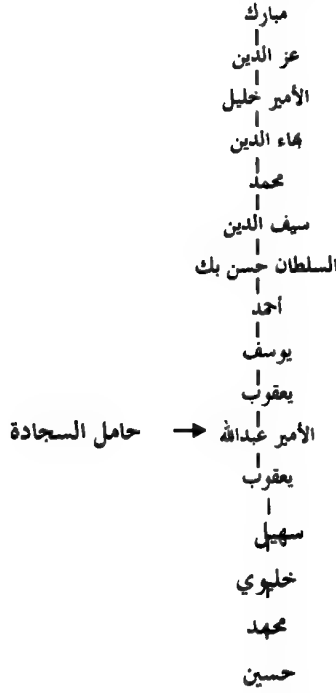 مبارك
عز الدين
الأمير خليل
بهاء الدين
محمد
سيف الدين
السلطان حسن بك
أحمد
يوسف
يعقوب
حامل السجادة → الأمير عبدالله
يعقوب
سهيل
خليوي
محمد
حسين